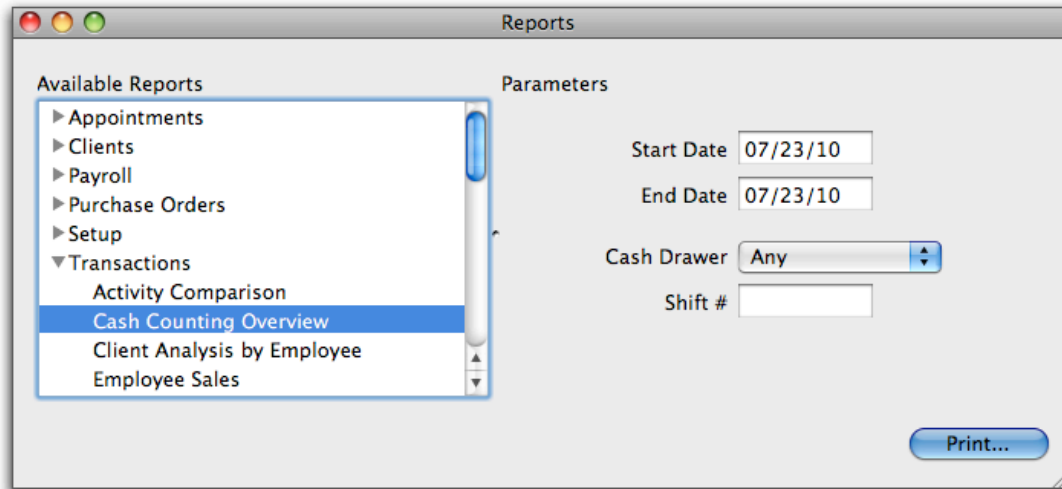 Reports
Available Reports
Appointments
Clients
Payroll
Purchase Orders
Setup
Transactions
Activity Comparison
Cash Counting Overview
Client Analysis by Employee
Employee Sales
Parameters
Start Date 07/23/10
End Date 07/23/10
Cash Drawer Any
Shift #
Print...